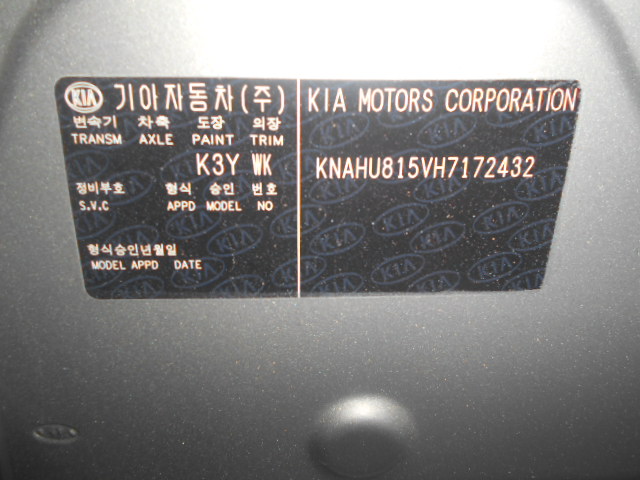 KIA 기아자동차(주)
변속기 차축 도장 의장
TRANSM AXLE PAINT TRIM
K3Y WK
정비부호 형식 승인 번호
S.V.C APPD MODEL NO
형식승인년월일
MODEL APPD DATE
KIA MOTORS CORPORATION
KNAHU815VH7172432